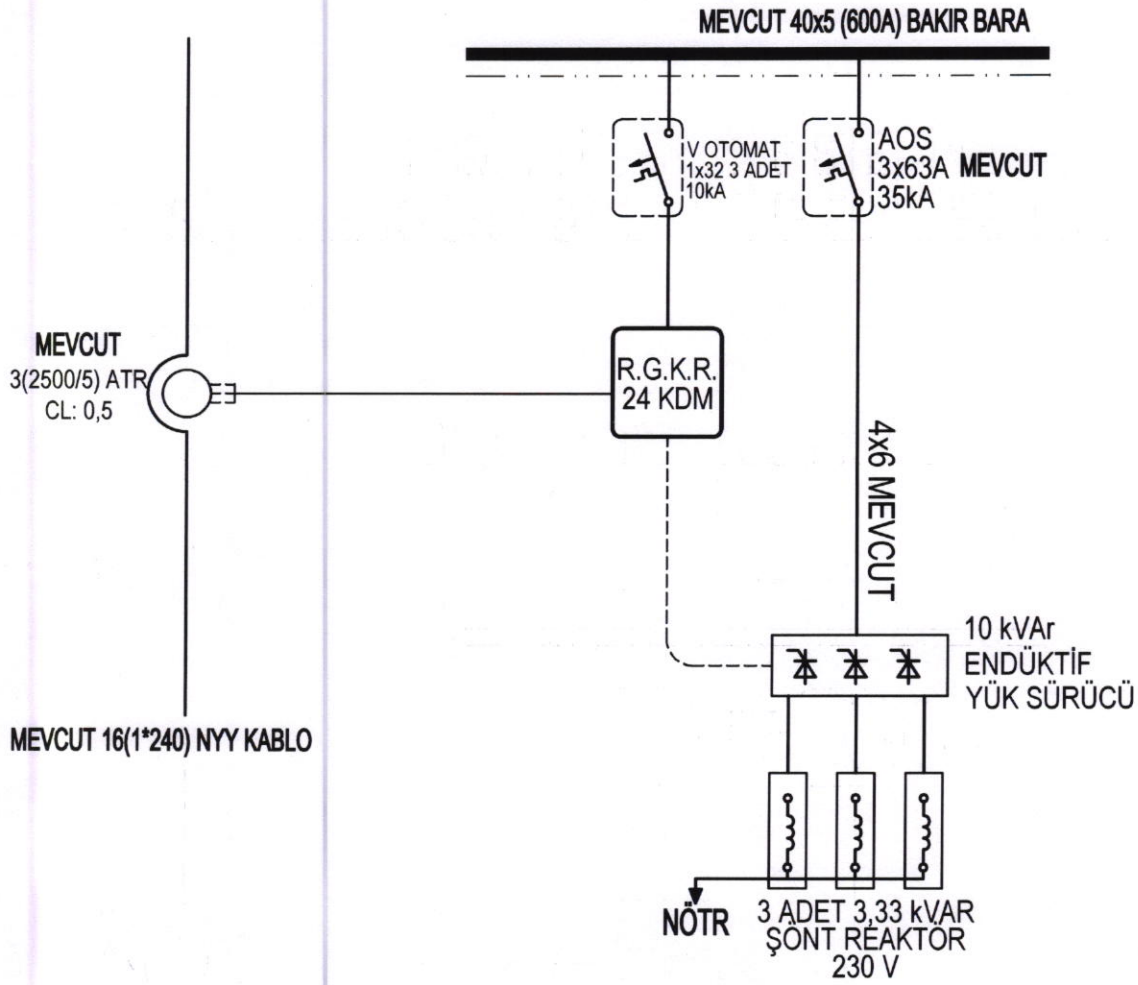 MEVCUT 40x5 (600A) BAKIR BARA
V OTOMAT
1x32 3 ADET
10kA
AOS
3x63A MEVCUT
35kA
MEVCUT
3(2500/5) ATR
CL: 0,5
R.G.K.R.
24 KDM
4x6 MEVCUT
10 kVAr
ENDÜKTİF
YÜK SÜRÜCÜ
MEVCUT 16(1*240) NYY KABLO
NÖTR
3 ADET 3,33 kVAR
ŞÖNT REAKTÖR
230 V